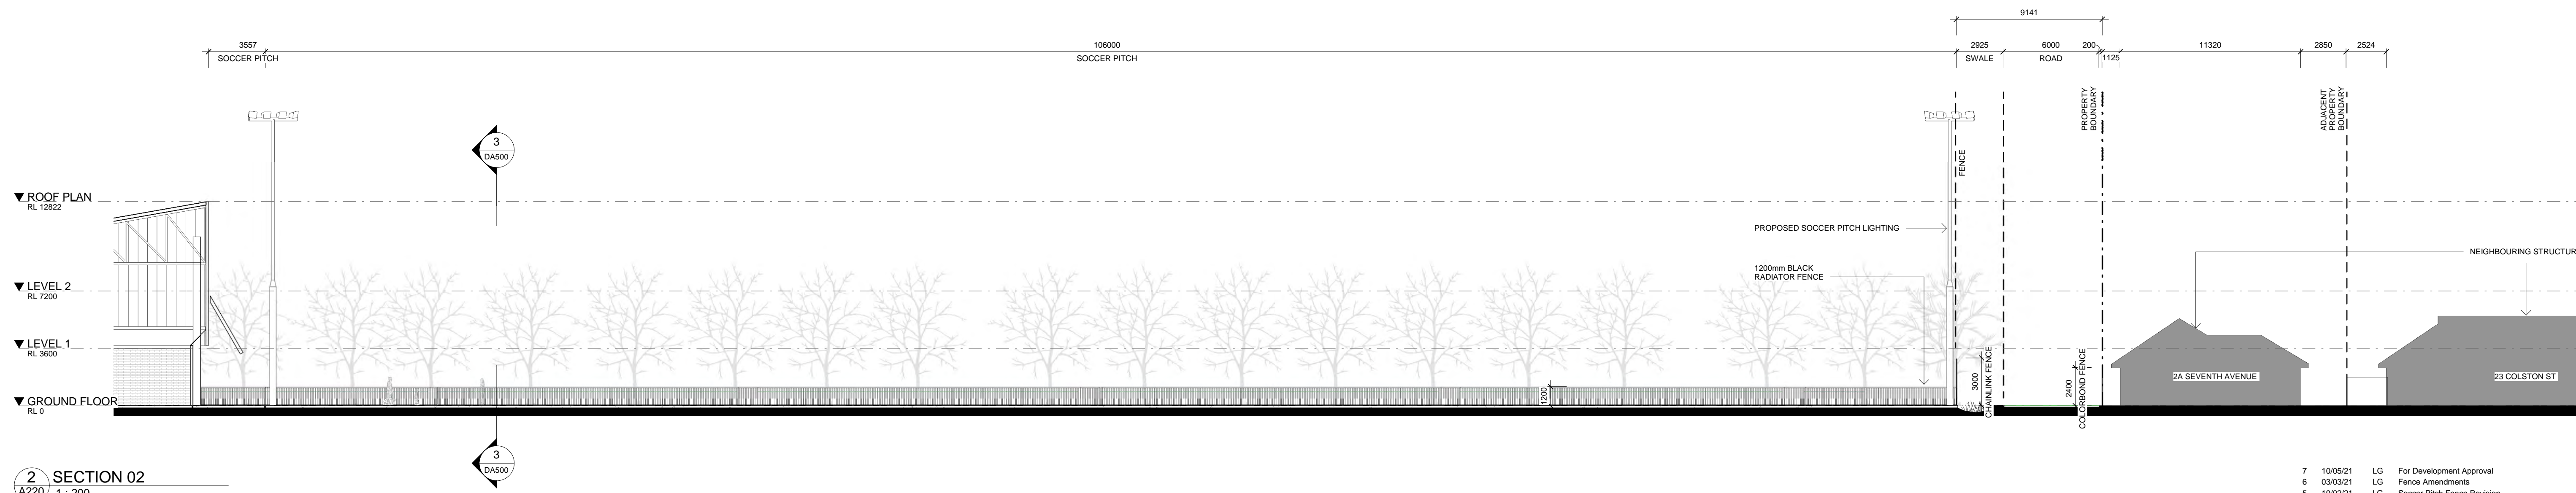 9141
3557
SOCCER PITCH
106000
SOCCER PITCH
2925
SWALE
6000
ROAD
200
1125
11320
2850
2524
PROPERTY
BOUNDARY
ADJACENT
PROPERTY
BOUNDARY
FENCE
3
DA500
ROOF PLAN
RL 12822
PROPOSED SOCCER PITCH LIGHTING
NEIGHBOURING STRUCTUR
1200mm BLACK
RADIATOR FENCE
LEVEL 2
RL 7200
LEVEL 1
RL 3600
1200
3000
CHAINLINK FENCE
2400
COLORBOND FENCE
2A SEVENTH AVENUE
23 COLSTON ST
GROUND FLOOR
RL 0
3
DA500
2
A220
SECTION 02
1 : 200
7 10/05/21 LG For Development Approval
6 03/03/21 LG Fence Amendments